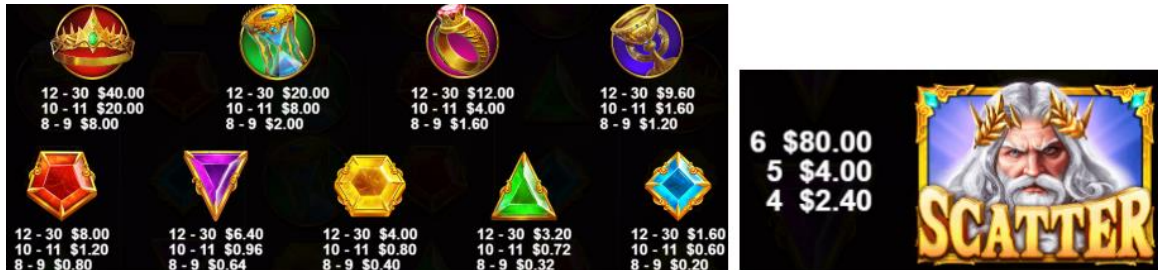 12 - 30 $40.00
10 - 11 $20.00
8 - 9 $8.00
12 - 30 $20.00
10 - 11 $8.00
8 - 9 $2.00
12 - 30 $12.00
10 - 11 $4.00
8 - 9 $1.60
12 - 30 $9.60
10 - 11 $1.60
8 - 9 $1.20
12 - 30 $8.00
10 - 11 $1.20
8 - 9 $0.80
12 - 30 $6.40
10 - 11 $0.96
8 - 9 $0.64
12 - 30 $4.00
10 - 11 $0.80
8 - 9 $0.40
12 - 30 $3.20
10 - 11 $0.72
8 - 9 $0.32
12 - 30 $1.60
10 - 11 $0.60
8 - 9 $0.20
6 $80.00
5 $4.00
4 $2.40
SCATTER